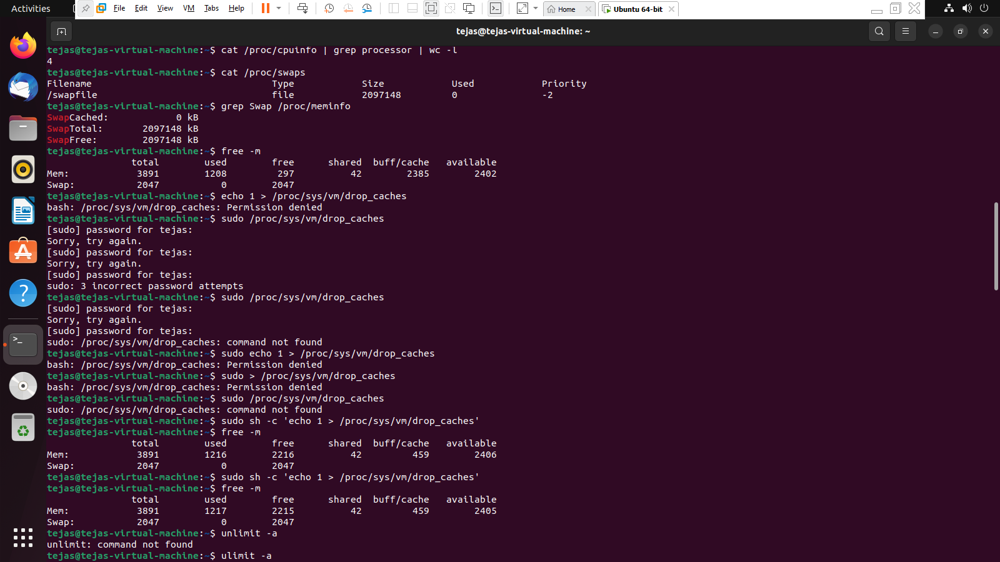 Activities
File Edit View VM Tabs Help
Home
Ubuntu 64-bit
tejas@tejas-virtual-machine: ~
tejas@tejas-virtual-machine:~$ cat /proc/cpuinfo | grep processor | wc -l
4
tejas@tejas-virtual-machine:~$ cat /proc/swaps
Filename Type Size Used Priority
/swapfile file 2097148 0 -2
tejas@tejas-virtual-machine:~$ grep Swap /proc/meminfo
SwapCached: 0 kB
SwapTotal: 2097148 kB
SwapFree: 2097148 kB
tejas@tejas-virtual-machine:~$ free -m
total used free shared buff/cache available
Mem: 3891 1208 297 42 2385 2402
Swap: 2047 0 2047
tejas@tejas-virtual-machine:~$ echo 1 > /proc/sys/vm/drop_caches
bash: /proc/sys/vm/drop_caches: Permission denied
tejas@tejas-virtual-machine:~$ sudo /proc/sys/vm/drop_caches
[sudo] password for tejas:
Sorry, try again.
[sudo] password for tejas:
Sorry, try again.
[sudo] password for tejas:
sudo: 3 incorrect password attempts
tejas@tejas-virtual-machine:~$ sudo /proc/sys/vm/drop_caches
[sudo] password for tejas:
Sorry, try again.
[sudo] password for tejas:
sudo: /proc/sys/vm/drop_caches: command not found
tejas@tejas-virtual-machine:~$ sudo echo 1 > /proc/sys/vm/drop_caches
bash: /proc/sys/vm/drop_caches: Permission denied
tejas@tejas-virtual-machine:~$ sudo > /proc/sys/vm/drop_caches
bash: /proc/sys/vm/drop_caches: Permission denied
tejas@tejas-virtual-machine:~$ sudo /proc/sys/vm/drop_caches
sudo: /proc/sys/vm/drop_caches: command not found
tejas@tejas-virtual-machine:~$ sudo sh -c 'echo 1 > /proc/sys/vm/drop_caches'
tejas@tejas-virtual-machine:~$ free -m
total used free shared buff/cache available
Mem: 3891 1216 2216 42 459 2406
Swap: 2047 0 2047
tejas@tejas-virtual-machine:~$ sudo sh -c 'echo 1 > /proc/sys/vm/drop_caches'
tejas@tejas-virtual-machine:~$ free -m
total used free shared buff/cache available
Mem: 3891 1217 2215 42 459 2405
Swap: 2047 0 2047
tejas@tejas-virtual-machine:~$ unlimit -a
unlimit: command not found
tejas@tejas-virtual-machine:~$ ulimit -a